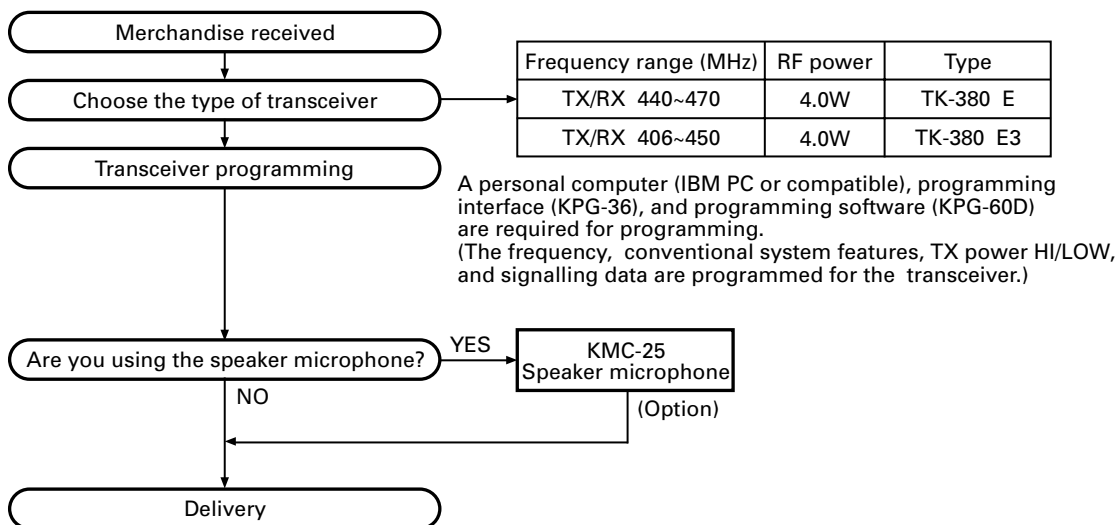 Merchandise received
Choose the type of transceiver
Frequency range (MHz) RF power Type
TX/RX 440~470 4.0W TK-380 E
TX/RX 406~450 4.0W TK-380 E3
Transceiver programming
A personal computer (IBM PC or compatible), programming
interface (KPG-36), and programming software (KPG-60D)
are required for programming.
(The frequency, conventional system features, TX power HI/LOW,
and signalling data are programmed for the transceiver.)
Are you using the speaker microphone?
YES
KMC-25
Speaker microphone
NO
(Option)
Delivery